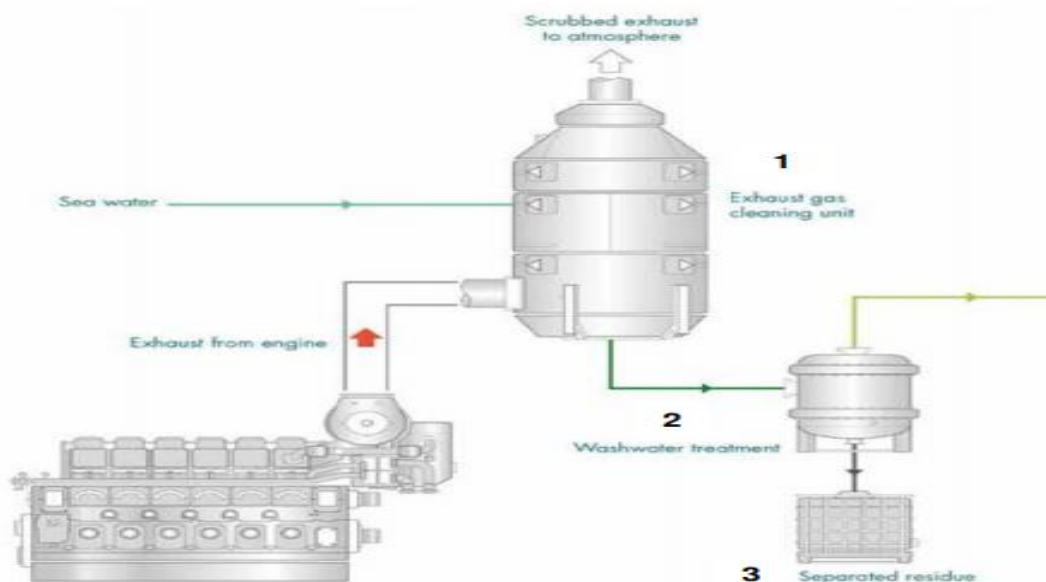 Scrubbed exhaust
to atmosphere
1
Sea water
Exhaust gas
cleaning unit
Exhaust from engine
2
Washwater treatment
3 Separated residue